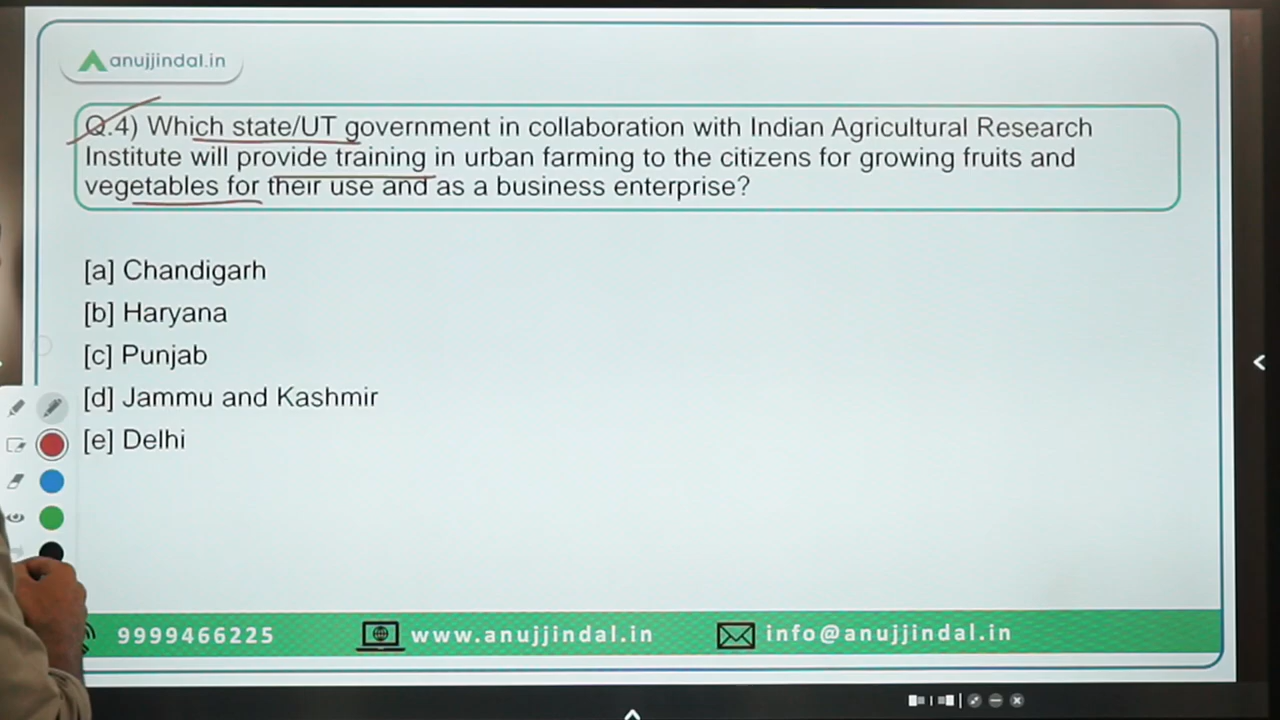 anujjindal.in
Q.4) Which state/UT government in collaboration with Indian Agricultural Research
Institute will provide training in urban farming to the citizens for growing fruits and
vegetables for their use and as a business enterprise?
[a] Chandigarh
[b] Haryana
[c] Punjab
[d] Jammu and Kashmir
[e] Delhi
9999466225 www.anujjindal.in info@anujjindal.in